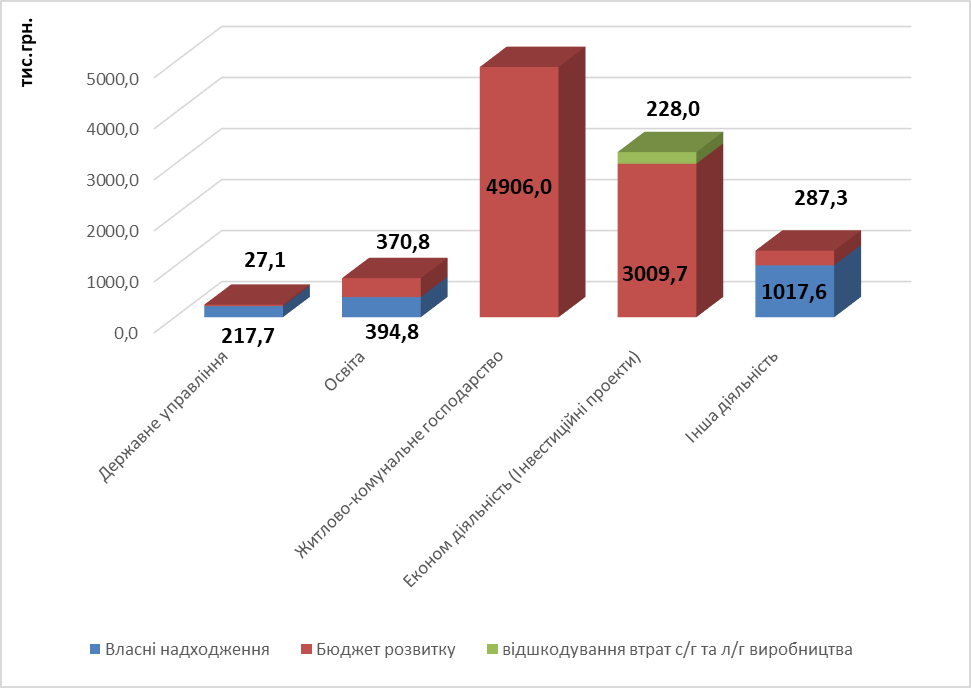 тис.грн.
5000,0
4000,0
3000,0
2000,0
1000,0
0,0
27,1
217,7
370,8
394,8
4906,0
228,0
3009,7
287,3
1017,6
Державне управління
Освіта
Житлово-комунальне господарство
Економ діяльність (Інвестиційні проекти)
Інша діяльність
Власні надходження
Бюджет розвитку
відшкодування втрат с/г та л/г виробництва